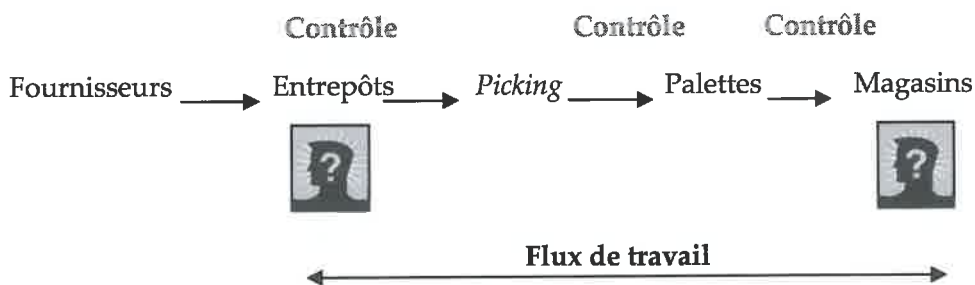 Contrôle Contrôle Contrôle
Fournisseurs Entrepôts Picking Palettes Magasins
? ?
Flux de travail